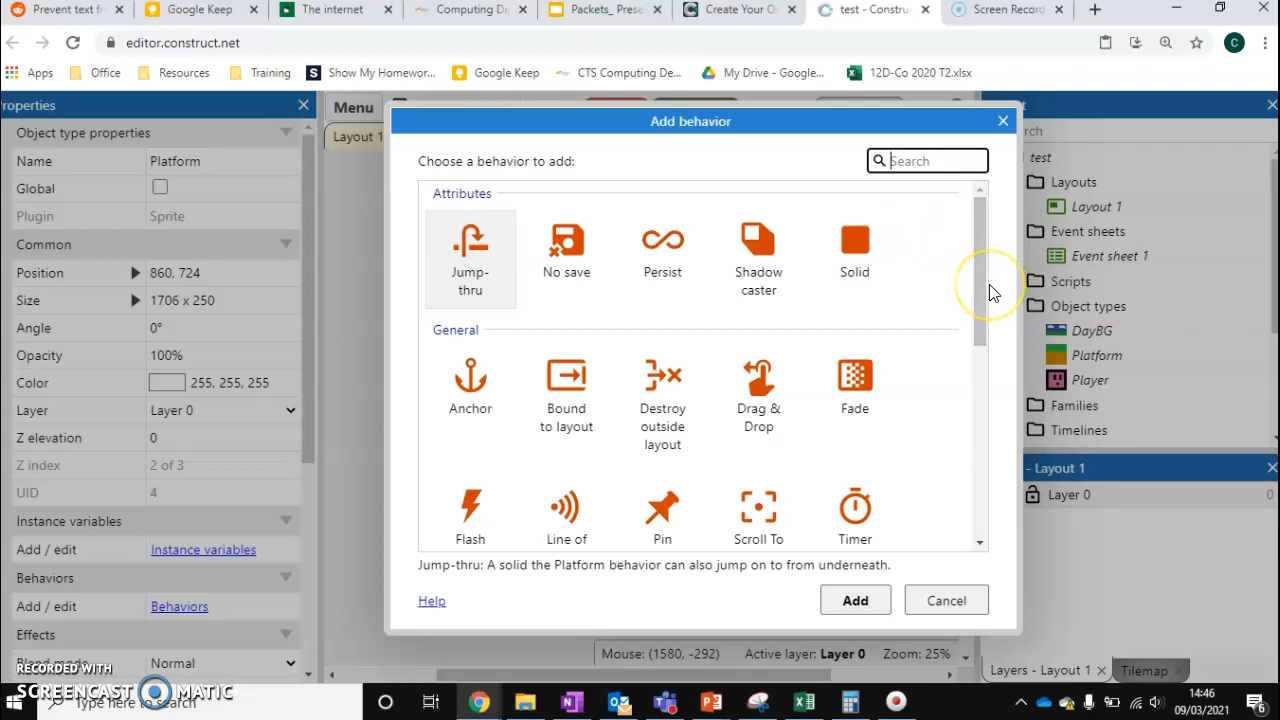 Prevent text f
Google Keep
The internet
Computing De
Packets_ Prese
Create Your O
test - Constru
Screen Record
editor.construct.net
Apps
Office
Resources
Training
Show My Homewor...
Google Keep
CTS Computing De...
My Drive - Google...
12D-Co 2020 T2.xlsx
C
Properties
Object type properties
Name Platform
Global
Plugin Sprite
Common
Position 860, 724
Size 1706 x 250
Angle 0°
Opacity 100%
Color 255, 255, 255
Layer Layer 0
Z elevation 0
Z index 2 of 3
UID 4
Instance variables
Add / edit Instance variables
Behaviors
Add / edit Behaviors
Effects
Normal
Menu
Layout 1
Add behavior
Choose a behavior to add:
Search
Attributes
Jump-
thru
No save
Persist
Shadow
caster
Solid
General
Anchor
Bound
to layout
Destroy
outside
layout
Drag &
Drop
Fade
Flash
Line of
Pin
Scroll To
Timer
Jump-thru: A solid the Platform behavior can also jump on to from underneath.
Help
Add
Cancel
Mouse: (1580, -292)
Active layer: Layer 0
Zoom: 25%
test
Layouts
Layout 1
Event sheets
Event sheet 1
Scripts
Object types
DayBG
Platform
Player
Families
Timelines
- Layout 1
Layer 0
0
Layers - Layout 1
Tilemap
RECORDED WITH
SCREENCAST MATIC
14:46
09/03/2021
6